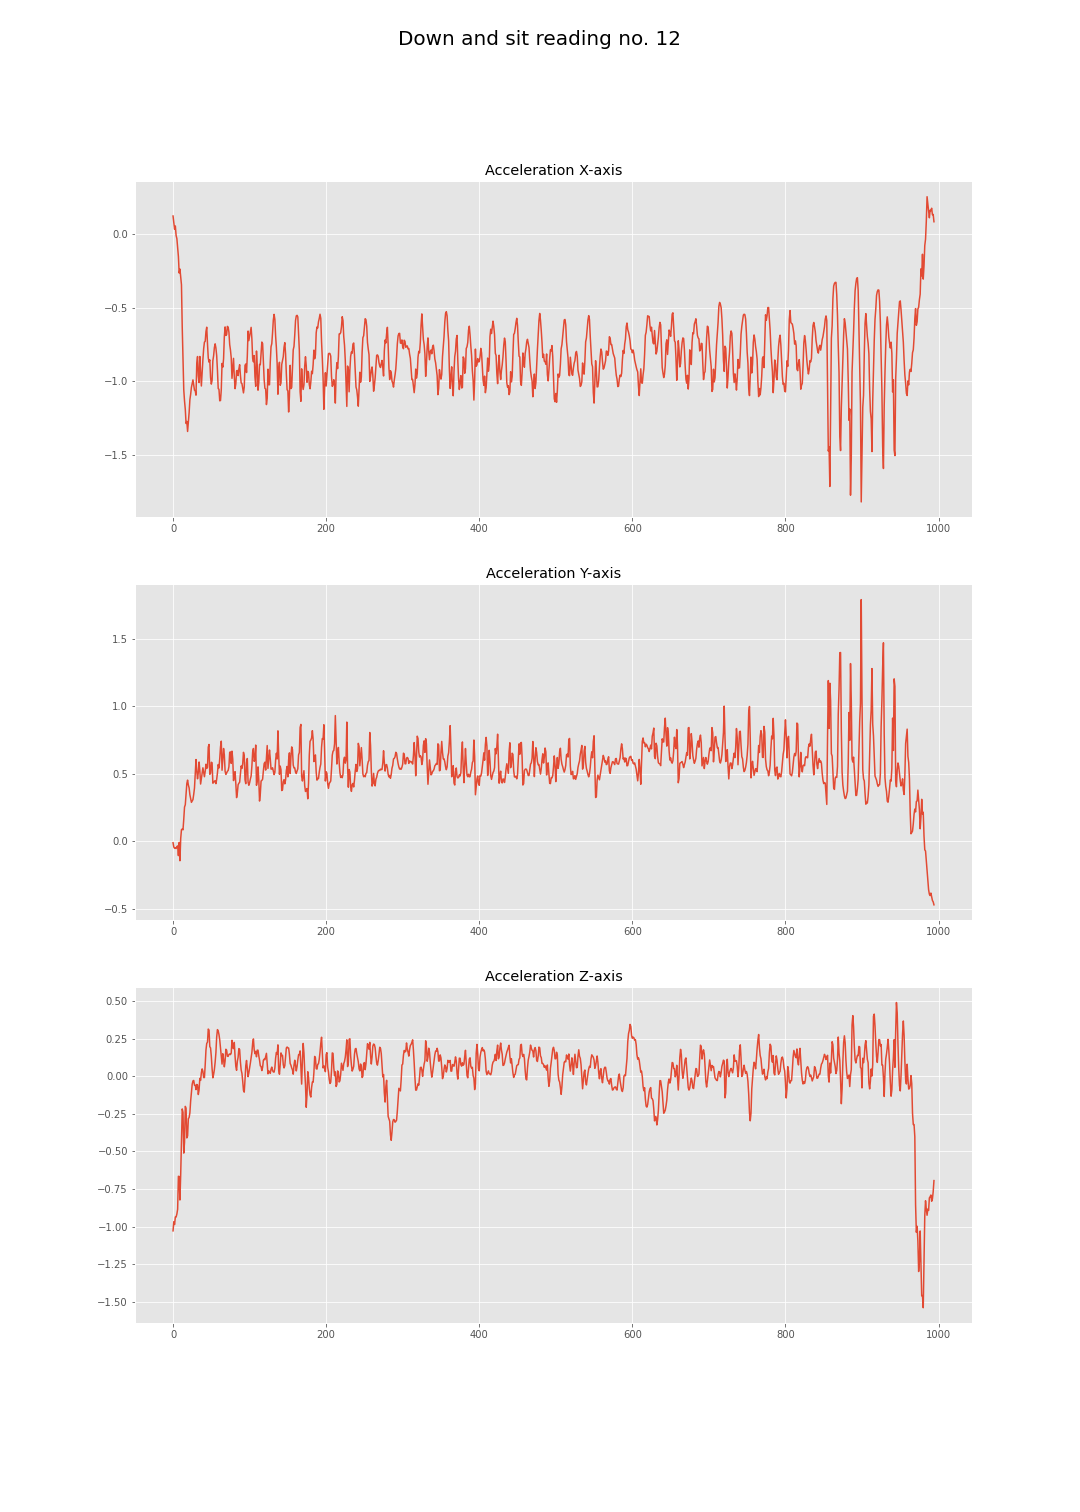 Down and sit reading no. 12
Acceleration X-axis
0.0
−0.5
−1.0
−1.5
0 200 400 600 800 1000
Acceleration Y-axis
1.5
1.0
0.5
0.0
−0.5
0 200 400 600 800 1000
Acceleration Z-axis
0.50
0.25
0.00
−0.25
−0.50
−0.75
−1.00
−1.25
−1.50
0 200 400 600 800 1000